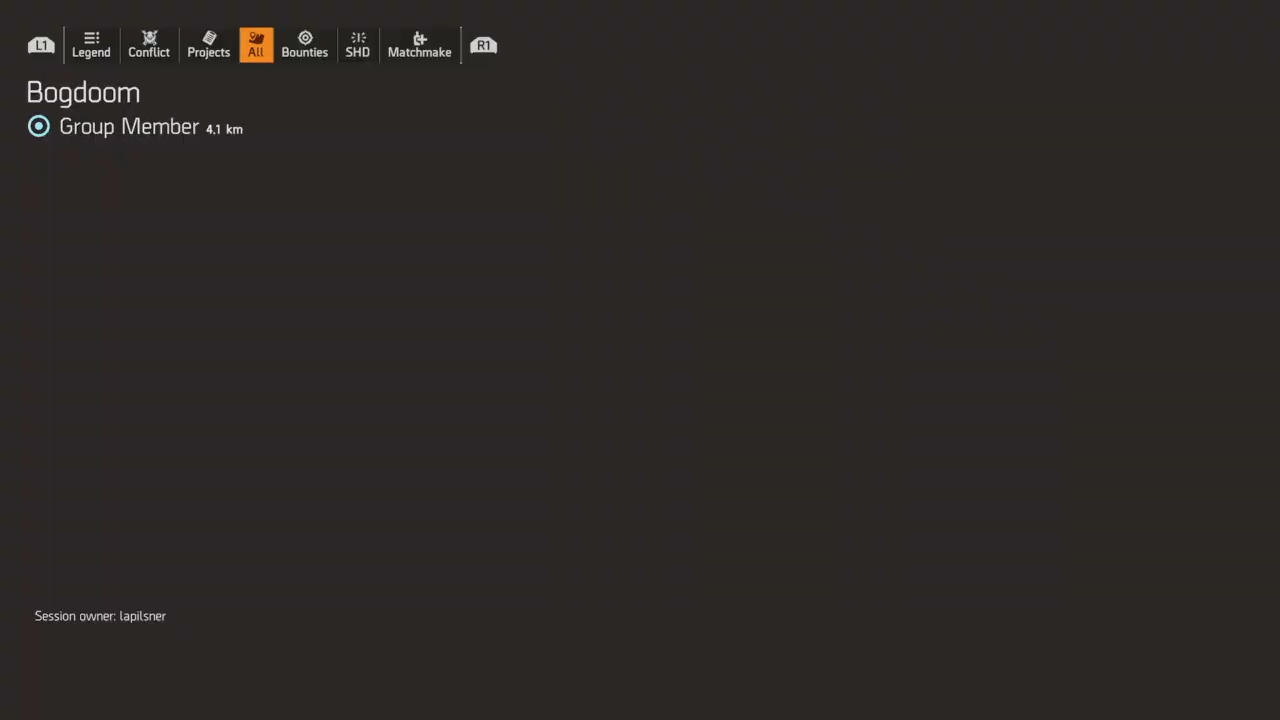 L1 Legend Conflict Projects All Bounties SHD Matchmake R1
Bogdoom
Group Member 4.1 km
Session owner: lapilsner